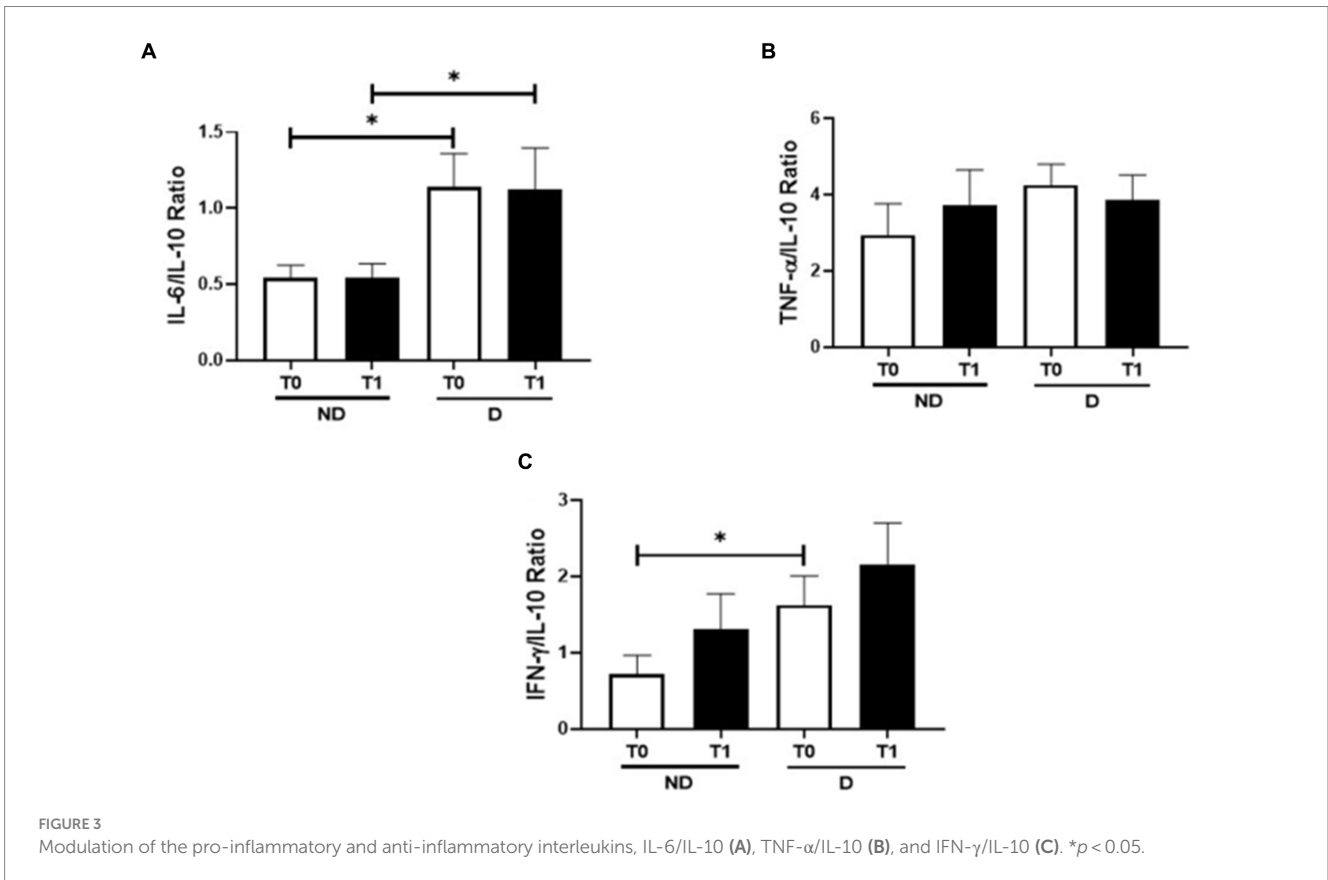 A
*
*
IL-6/IL-10 Ratio
1.5
1.0
0.5
0.0
T0 T1 T0 T1
ND D
B
TNF-α/IL-10 Ratio
6
4
2
0
T0 T1 T0 T1
ND D
C
*
IFN-γ/IL-10 Ratio
3
2
1
0
T0 T1 T0 T1
ND D
FIGURE 3
Modulation of the pro-inflammatory and anti-inflammatory interleukins, IL-6/IL-10 (A), TNF-α/IL-10 (B), and IFN-γ/IL-10 (C). *p < 0.05.